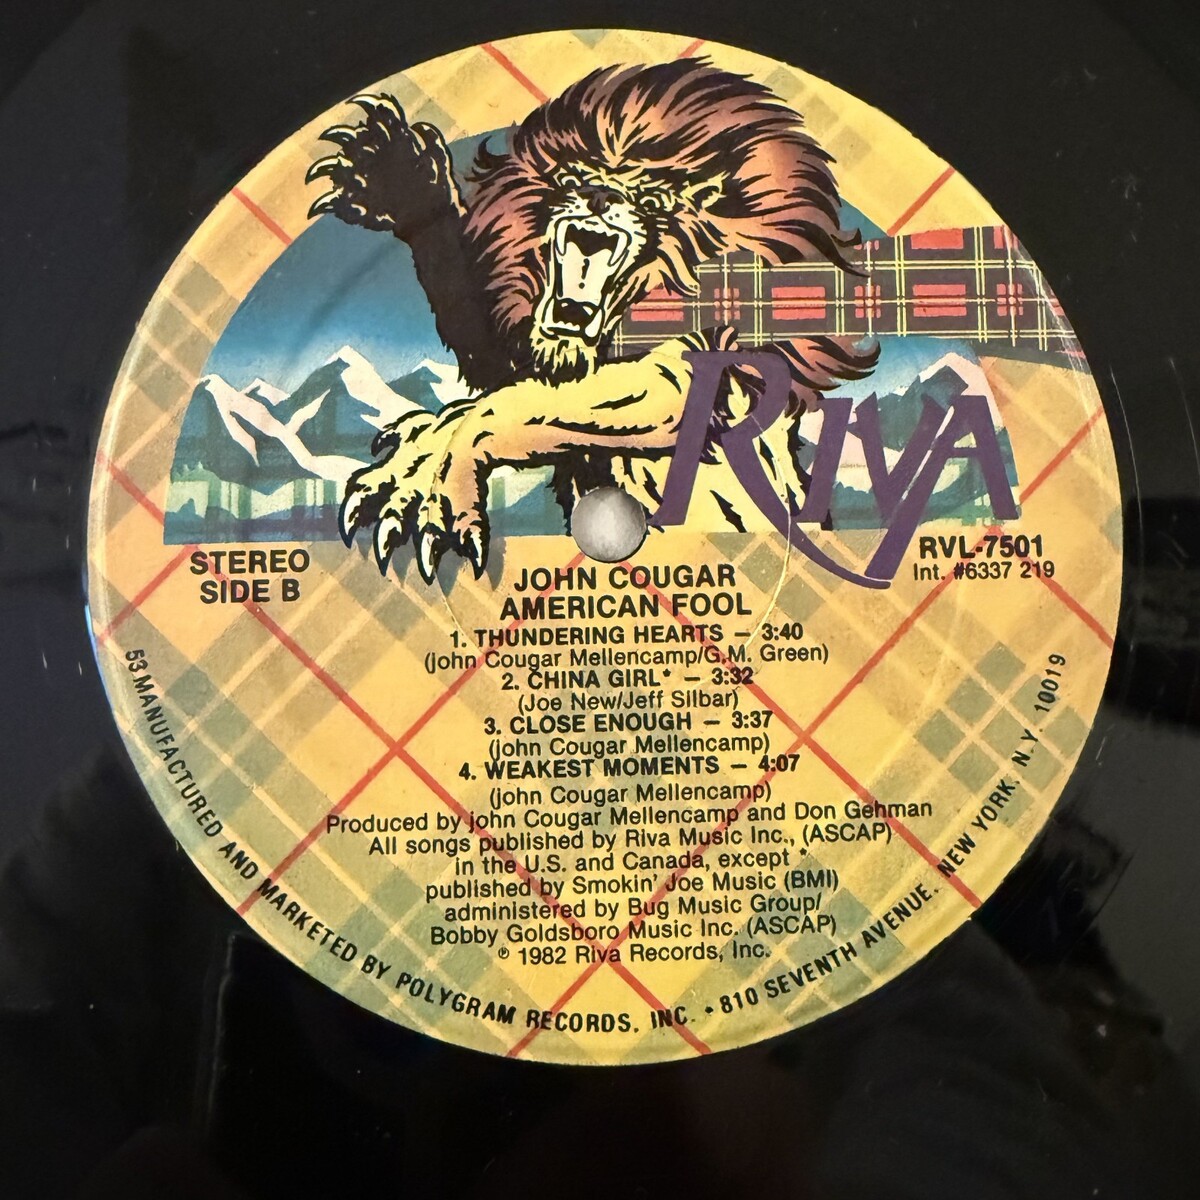 RIVA
STEREO
SIDE B
RVL-7501
Int. #6337 219
JOHN COUGAR
AMERICAN FOOL
1. THUNDERING HEARTS — 3:40
(john Cougar Mellencamp/G.M. Green)
2. CHINA GIRL* — 3:32
(Joe New/Jeff Silbar)
3. CLOSE ENOUGH — 3:37
(john Cougar Mellencamp)
4. WEAKEST MOMENTS — 4:07
(john Cougar Mellencamp)
Produced by john Cougar Mellencamp and Don Gehman
All songs published by Riva Music Inc., (ASCAP)
in the U.S. and Canada, except *
published by Smokin' Joe Music (BMI)
administered by Bug Music Group/
Bobby Goldsboro Music Inc. (ASCAP)
℗ 1982 Riva Records, Inc.
53 MANUFACTURED AND MARKETED BY POLYGRAM RECORDS, INC. • 810 SEVENTH AVENUE, NEW YORK, N.Y. 10019